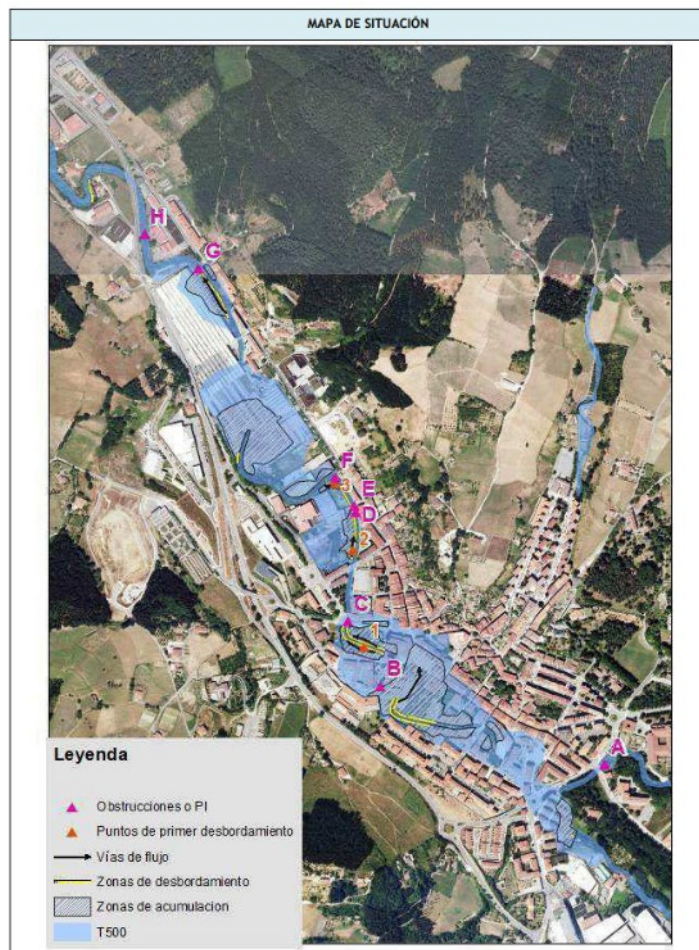 MAPA DE SITUACIÓN
H
G
F
3
E
D
2
C
1
B
A
Leyenda
Obstrucciones o PI
Puntos de primer desbordamiento
Vías de flujo
Zonas de desbordamiento
Zonas de acumulacion
T500